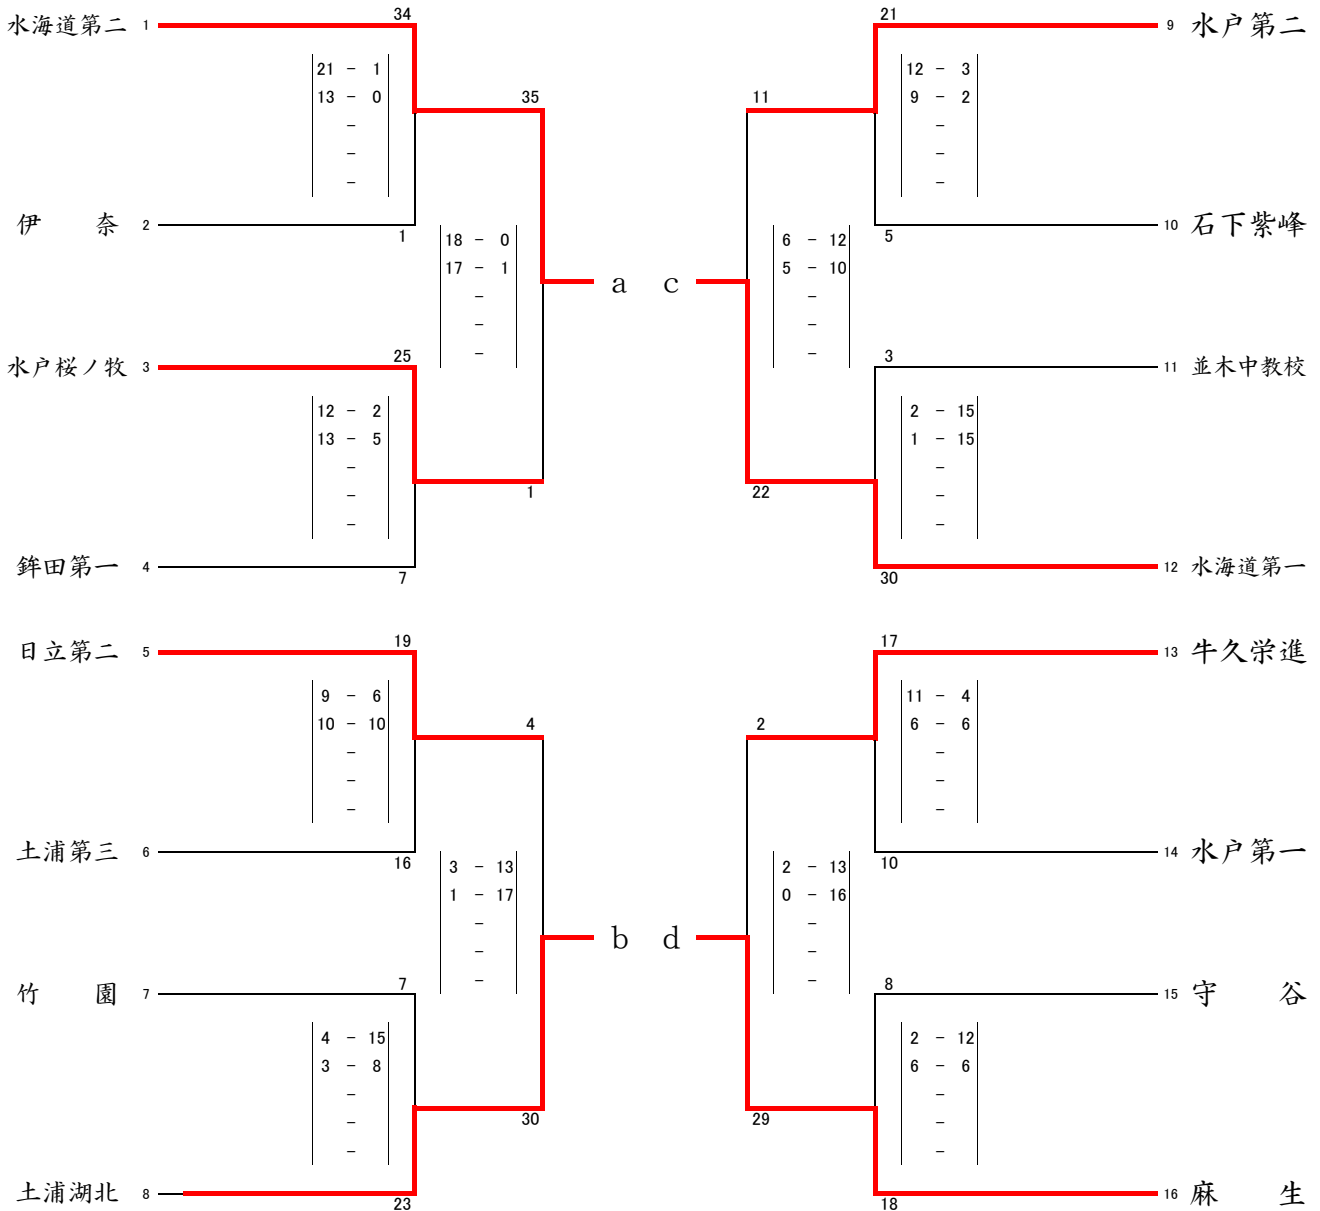 34 21
水海道第二 1 9 水戸第二
21 - 1 12 - 3
13 - 0 35 11 9 - 2
- -
- -
- -
伊 奈 2 10 石下紫峰
1 5
18 - 0 6 - 12
17 - 1 5 - 10
a c
- -
- -
- -
25 3
水戸桜ノ牧 3 11 並木中教校
12 - 2 2 - 15
13 - 5 1 - 15
- -
1 22
- -
- -
鉾田第一 4 12 水海道第一
7 30
19 17
日立第二 5 13 牛久栄進
9 - 6 11 - 4
10 - 10 4 2 6 - 6
- -
- -
- -
土浦第三 6 14 水戸第一
16 10
3 - 13 2 - 13
1 - 17 0 - 16
- -
b d
- -
- -
7 8
竹 園 7 15 守 谷
4 - 15 2 - 12
3 - 8 6 - 6
- -
30 29
- -
- -
土浦湖北 8 16 麻 生
23 18